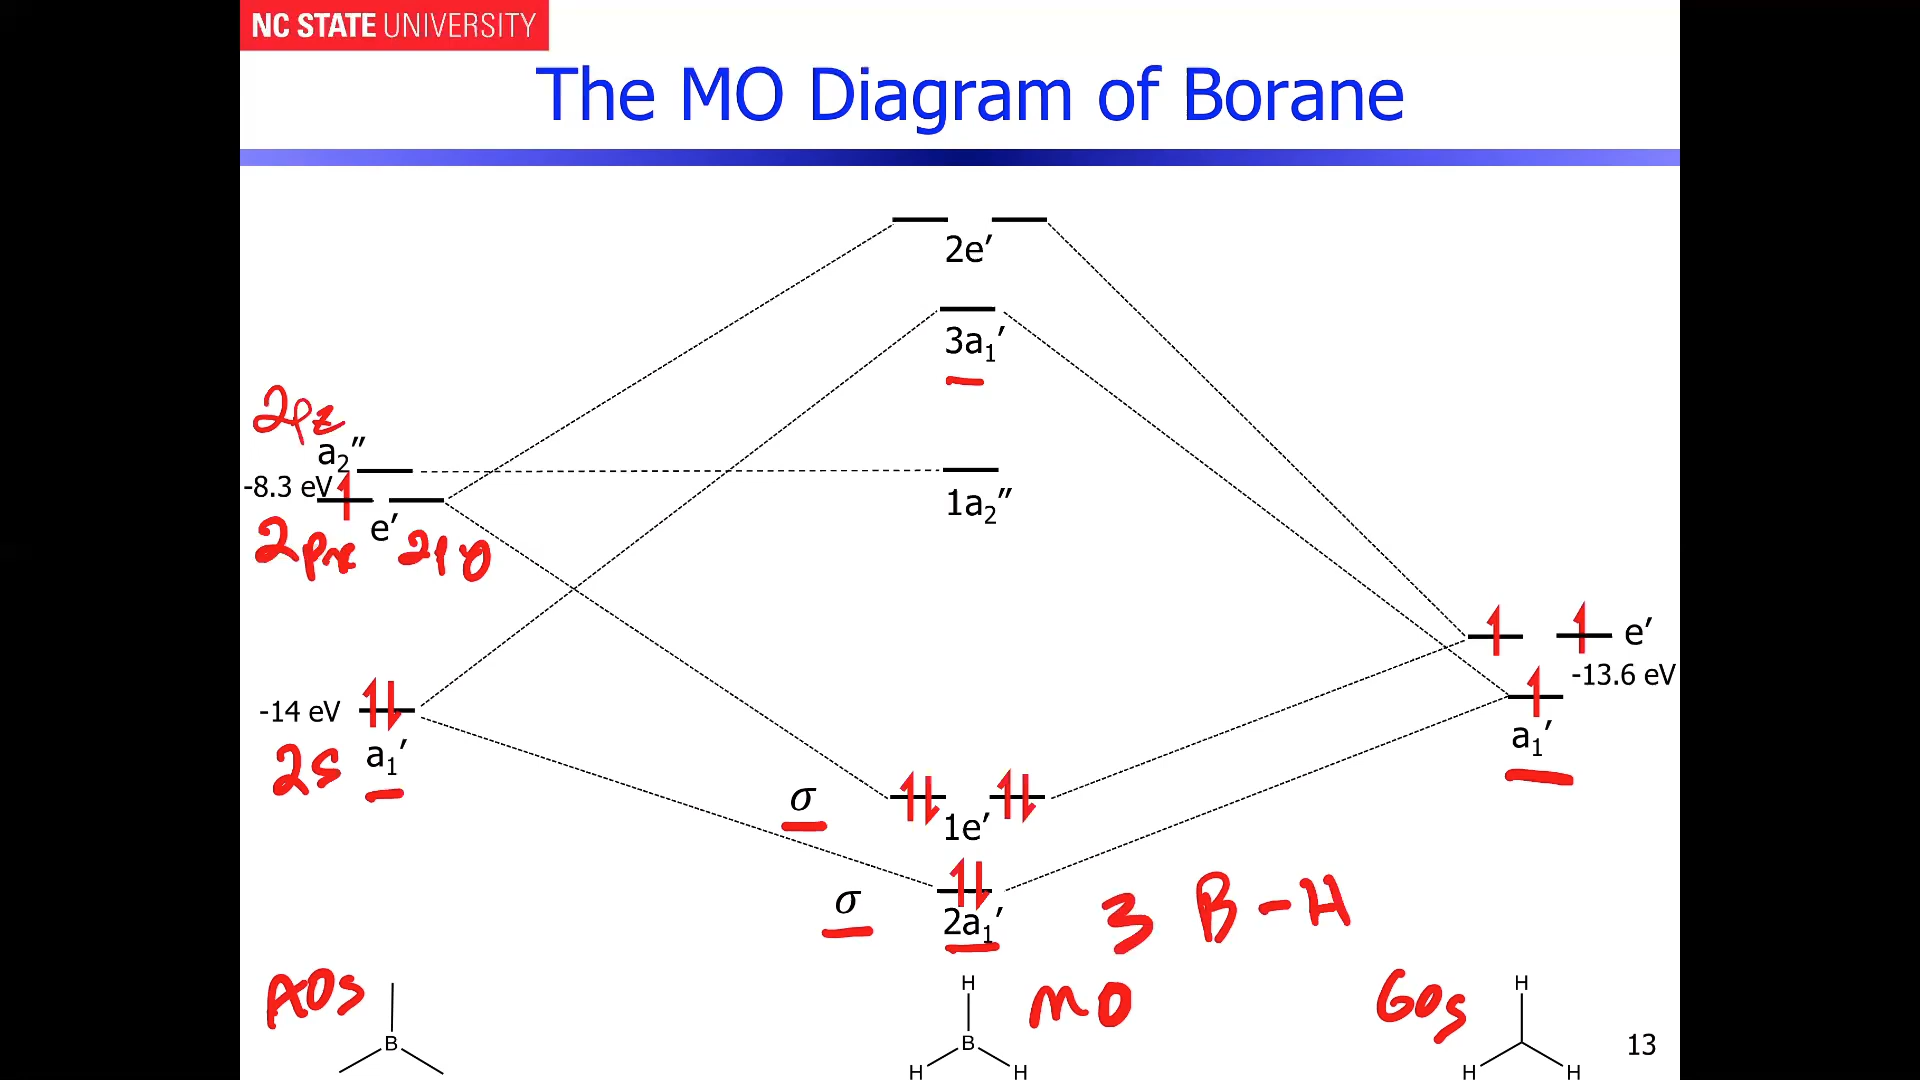 NC STATE UNIVERSITY
The MO Diagram of Borane
2e′
3a₁′
2pz
a₂″
-8.3 eV
1a₂″
e′
2px 2py
e′
-13.6 eV
-14 eV
a₁′
2s a₁′
σ
1e′
σ
2a₁′
3 B-H
AOs
MO
GOs
B
H
B
H H
H
H H
13